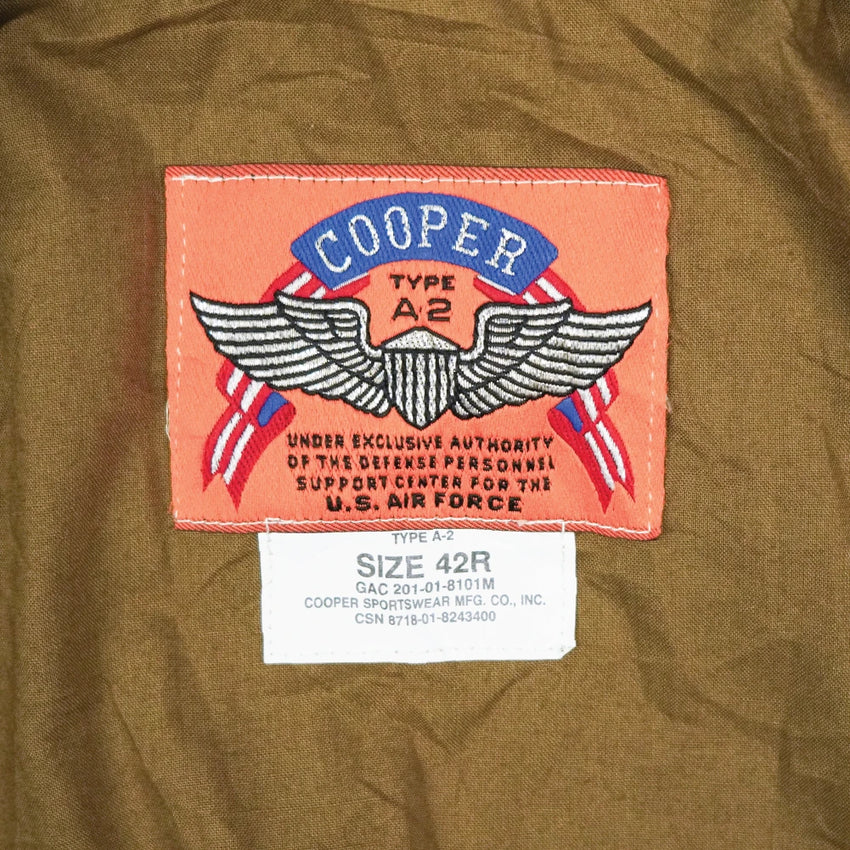 COOPER
TYPE
A-2
UNDER EXCLUSIVE AUTHORITY
OF THE DEFENSE PERSONNEL
SUPPORT CENTER FOR THE
U.S. AIR FORCE
TYPE A-2
SIZE 42R
GAC 201-01-8101M
COOPER SPORTSWEAR MFG. CO., INC.
CSN 8718-01-8243400